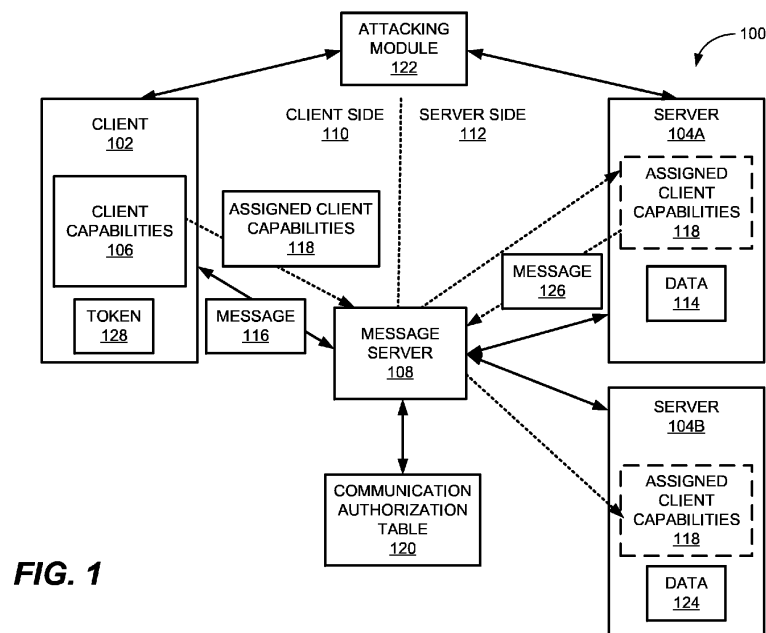 ATTACKING
MODULE
122
100
CLIENT
102
CLIENT SIDE
110
SERVER SIDE
112
SERVER
104A
CLIENT
CAPABILITIES
106
ASSIGNED CLIENT
CAPABILITIES
118
ASSIGNED
CLIENT
CAPABILITIES
118
MESSAGE
126
DATA
114
TOKEN
128
MESSAGE
116
MESSAGE
SERVER
108
SERVER
104B
COMMUNICATION
AUTHORIZATION
TABLE
120
ASSIGNED
CLIENT
CAPABILITIES
118
DATA
124
FIG. 1